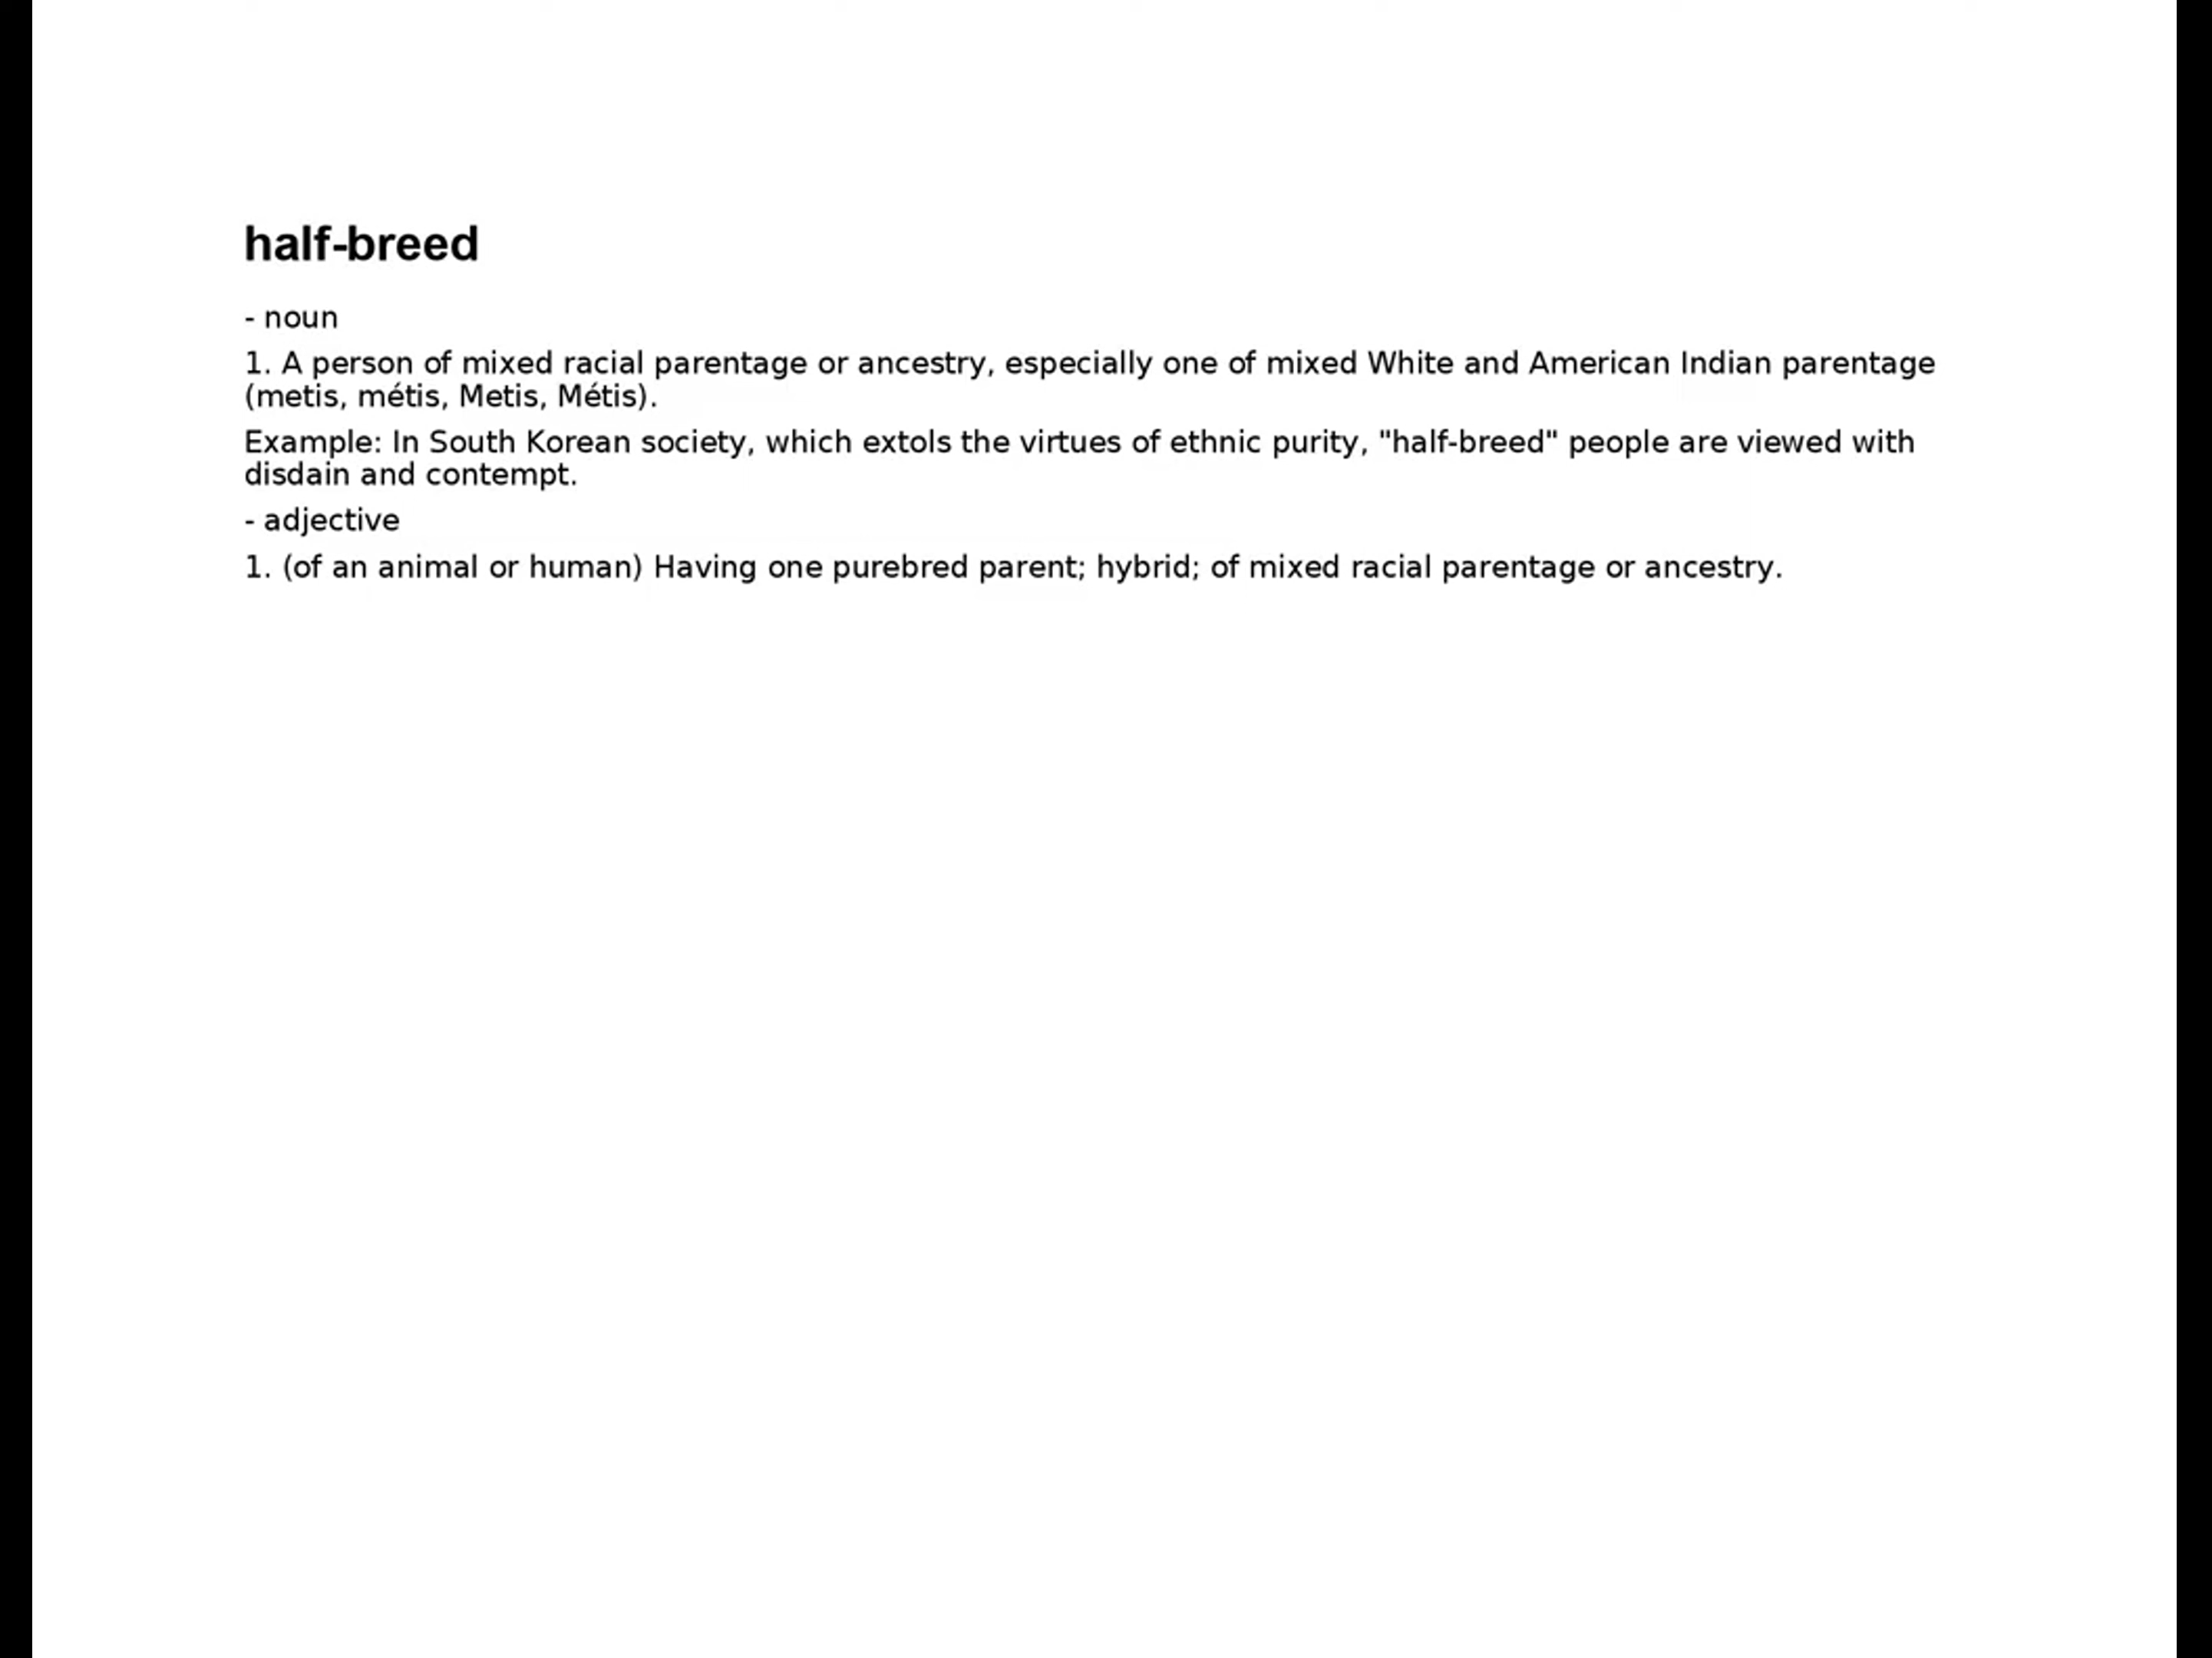 half-breed
- noun
1. A person of mixed racial parentage or ancestry, especially one of mixed White and American Indian parentage
(metis, métis, Metis, Métis).
Example: In South Korean society, which extols the virtues of ethnic purity, "half-breed" people are viewed with
disdain and contempt.
- adjective
1. (of an animal or human) Having one purebred parent; hybrid; of mixed racial parentage or ancestry.